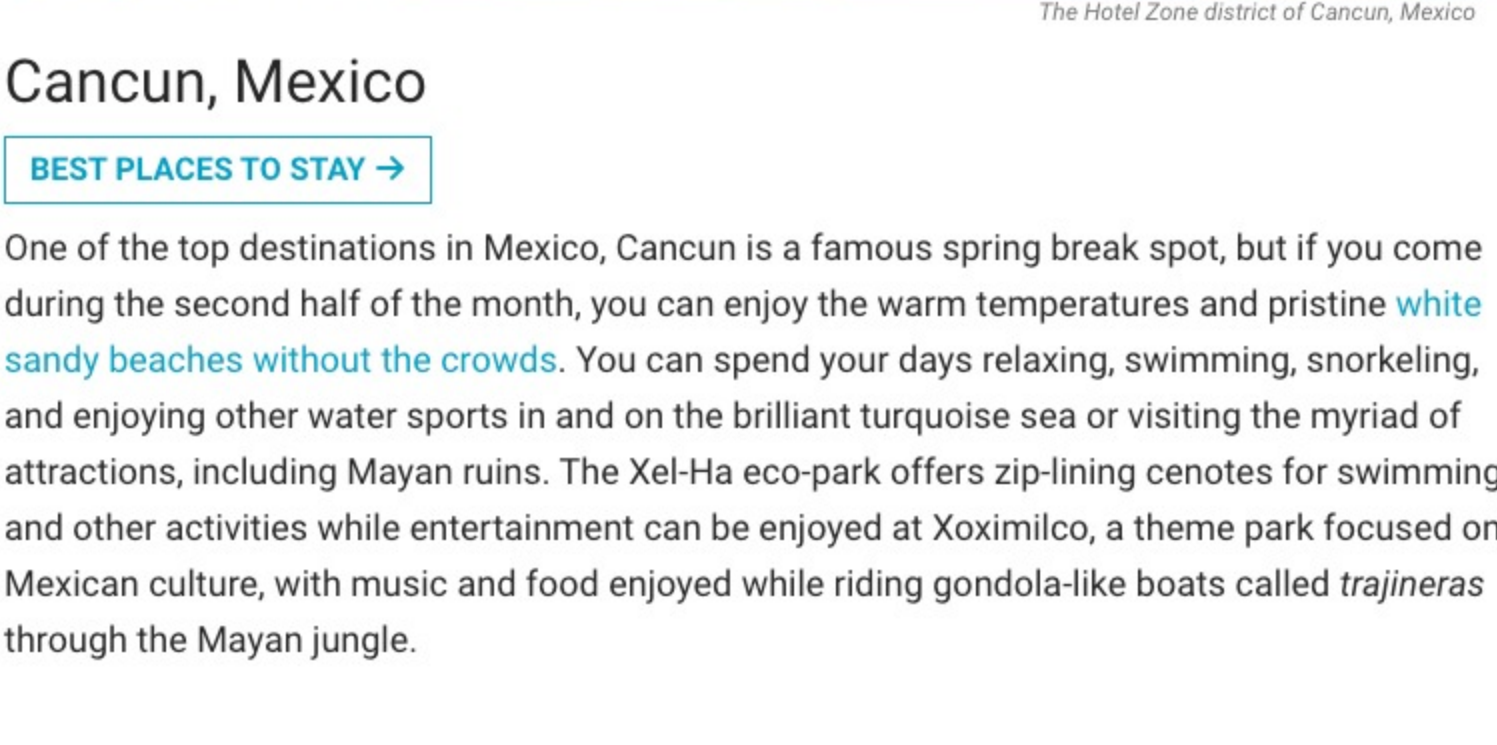 The Hotel Zone district of Cancun, Mexico
Cancun, Mexico
BEST PLACES TO STAY →
One of the top destinations in Mexico, Cancun is a famous spring break spot, but if you come
during the second half of the month, you can enjoy the warm temperatures and pristine white
sandy beaches without the crowds. You can spend your days relaxing, swimming, snorkeling,
and enjoying other water sports in and on the brilliant turquoise sea or visiting the myriad of
attractions, including Mayan ruins. The Xel-Ha eco-park offers zip-lining cenotes for swimming
and other activities while entertainment can be enjoyed at Xoximilco, a theme park focused on
Mexican culture, with music and food enjoyed while riding gondola-like boats called trajineras
through the Mayan jungle.